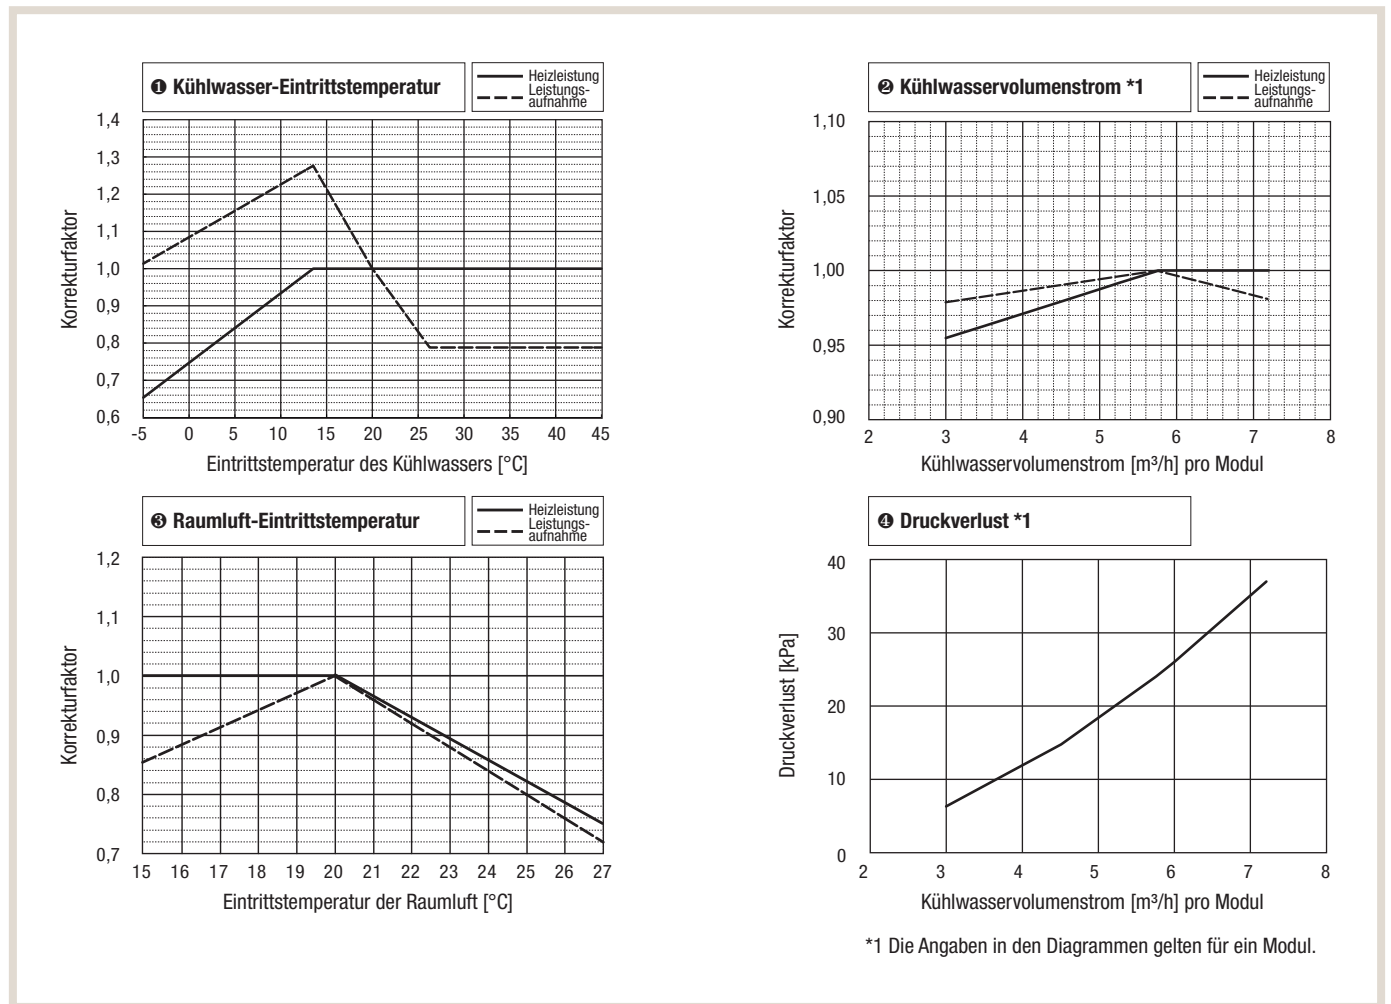 ❶ Kühlwasser-Eintrittstemperatur
Heizleistung
Leistungs-
aufnahme
1,4
1,3
1,2
1,1
1,0
0,9
0,8
0,7
0,6
Korrekturfaktor
-5 0 5 10 15 20 25 30 35 40 45
Eintrittstemperatur des Kühlwassers [°C]
❷ Kühlwasservolumenstrom *1
Heizleistung
Leistungs-
aufnahme
1,10
1,05
1,00
0,95
0,90
Korrekturfaktor
2 3 4 5 6 7 8
Kühlwasservolumenstrom [m³/h] pro Modul
❸ Raumluft-Eintrittstemperatur
Heizleistung
Leistungs-
aufnahme
1,2
1,1
1,0
0,9
0,8
0,7
Korrekturfaktor
15 16 17 18 19 20 21 22 23 24 25 26 27
Eintrittstemperatur der Raumluft [°C]
❹ Druckverlust *1
40
30
20
10
0
Druckverlust [kPa]
2 3 4 5 6 7 8
Kühlwasservolumenstrom [m³/h] pro Modul
*1 Die Angaben in den Diagrammen gelten für ein Modul.